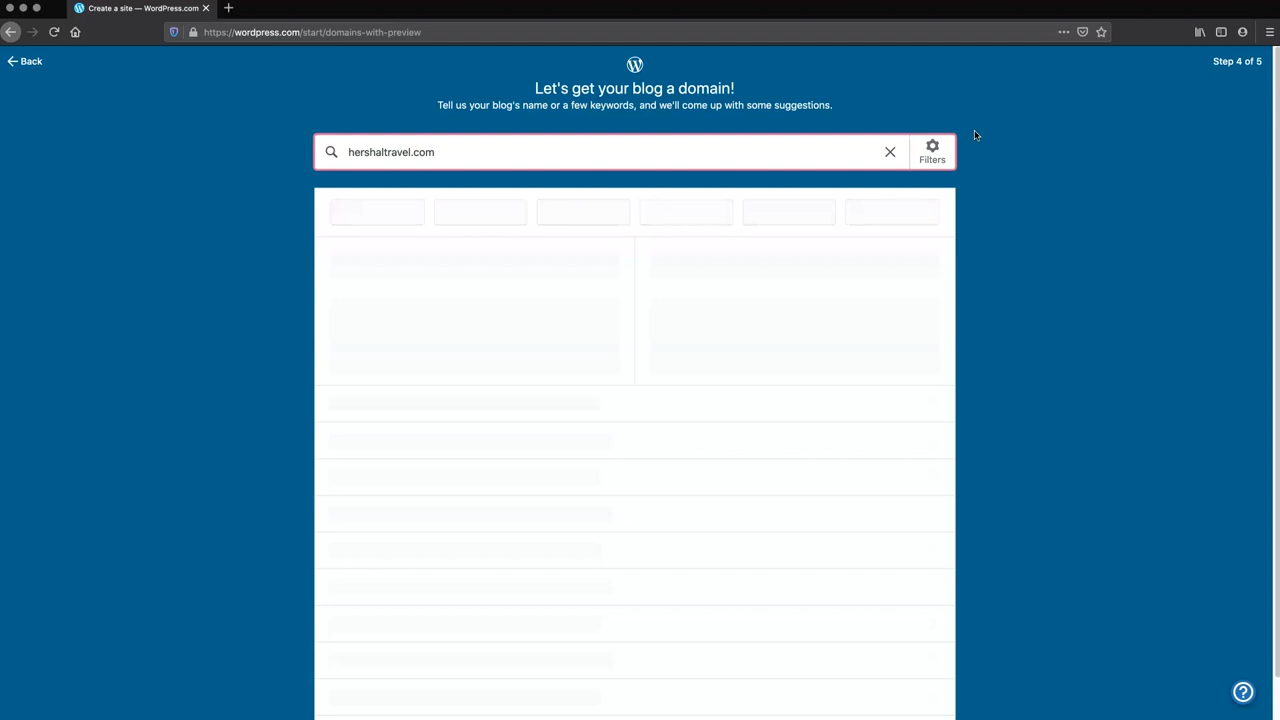 Create a site — WordPress.com
https://wordpress.com/start/domains-with-preview
Back
Step 4 of 5
Let's get your blog a domain!
Tell us your blog's name or a few keywords, and we'll come up with some suggestions.
hershaltravel.com
Filters